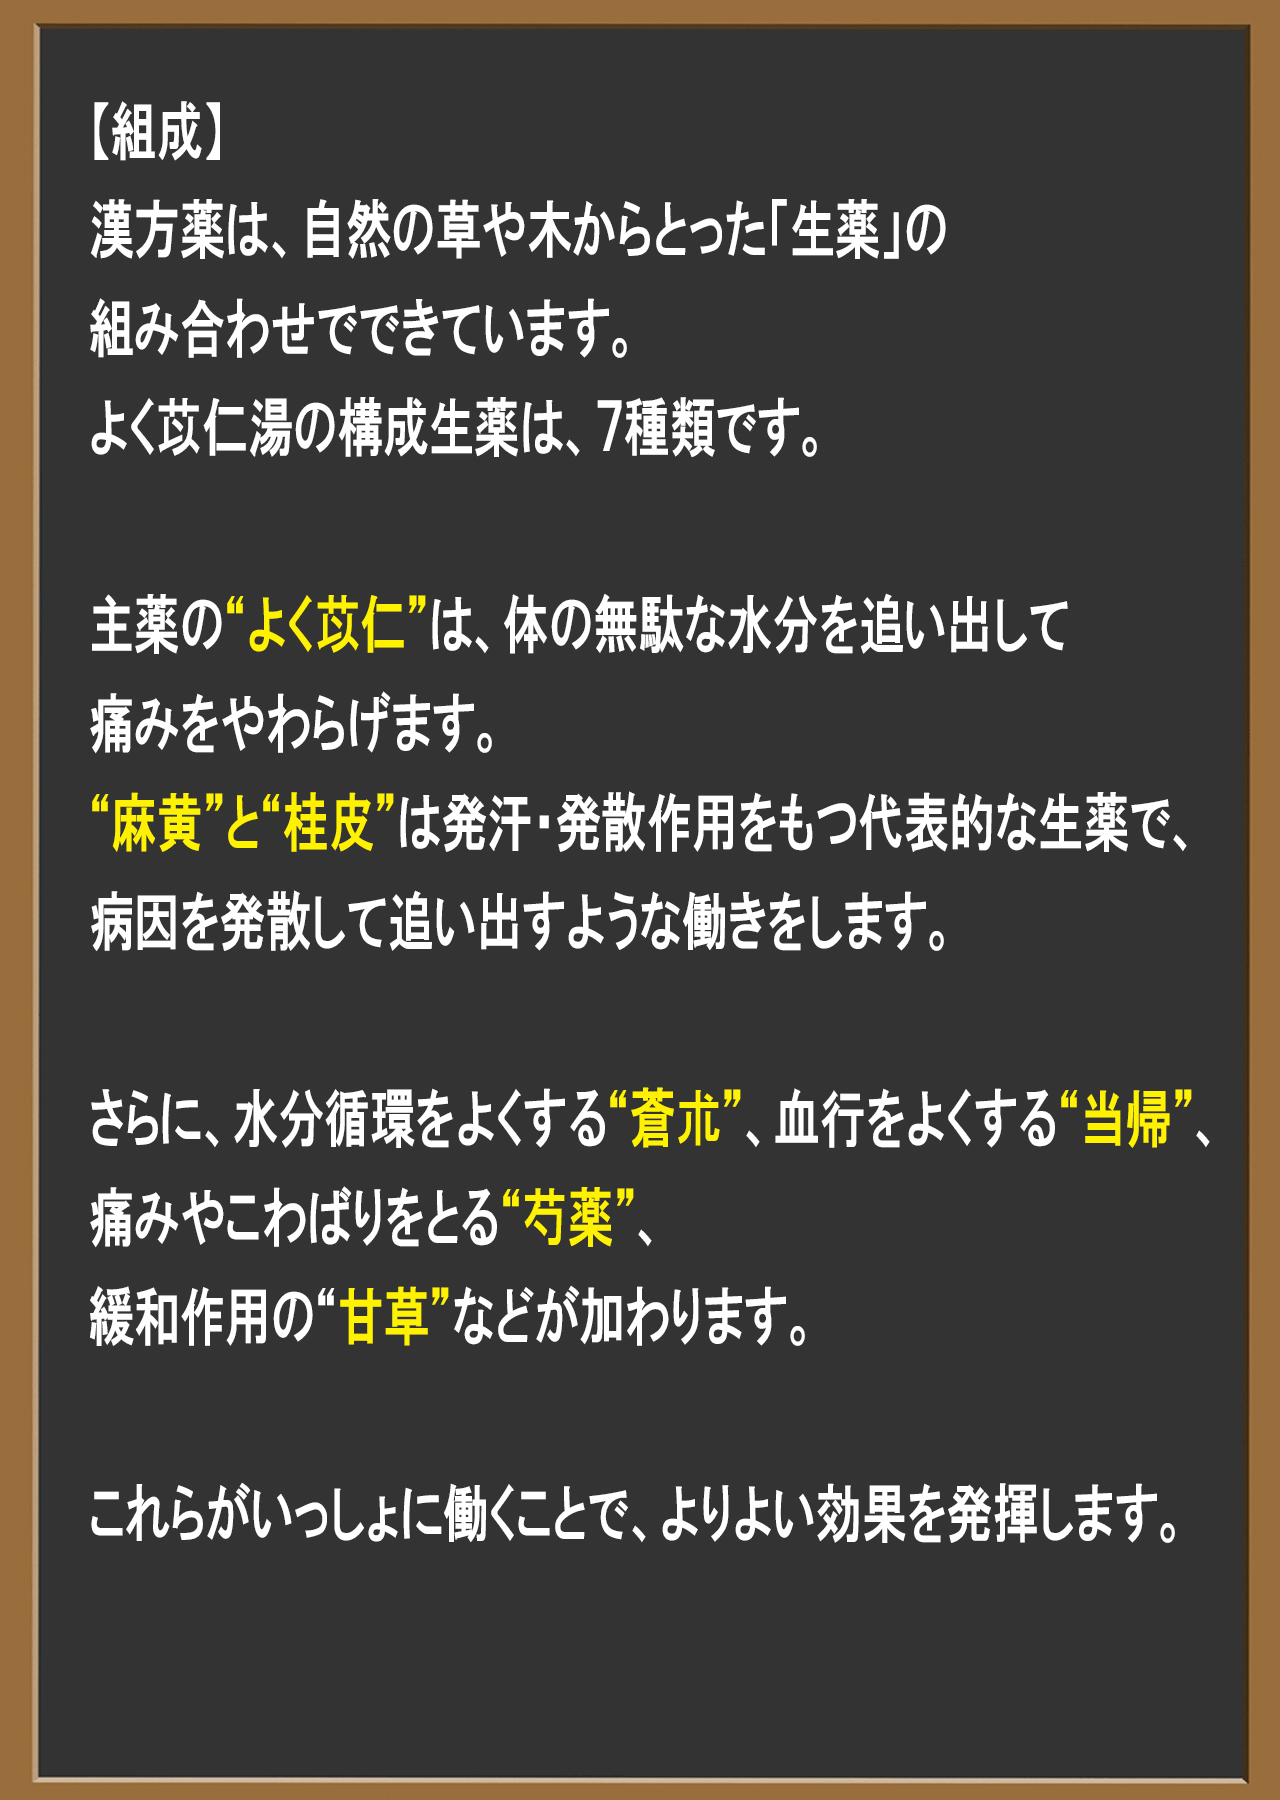 【組成】
漢方薬は、自然の草や木からとった「生薬」の
組み合わせでできています。
よく苡仁湯の構成生薬は、7種類です。
主薬の“よく苡仁”は、体の無駄な水分を追い出して
痛みをやわらげます。
“麻黄”と“桂皮”は発汗・発散作用をもつ代表的な生薬で、
病因を発散して追い出すような働きをします。
さらに、水分循環をよくする“蒼朮”、血行をよくする“当帰”、
痛みやこわばりをとる“芍薬”、
緩和作用の“甘草”などが加わります。
これらがいっしょに働くことで、よりよい効果を発揮します。